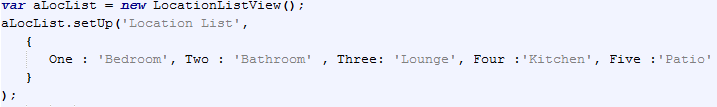 var aLocList = new LocationListView();
aLocList.setUp('Location List',
{
One : 'Bedroom', Two : 'Bathroom' , Three: 'Lounge', Four :'Kitchen', Five :'Patio'
}
);